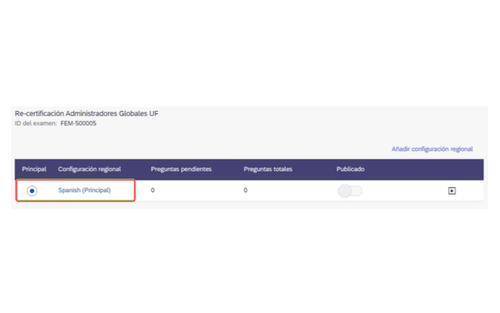 Re-certificación Administradores Globales UF
ID del examen: FEM-500005
Añadir configuración regional
Principal Configuración regional Preguntas pendientes Preguntas totales Publicado
Spanish (Principal) 0 0